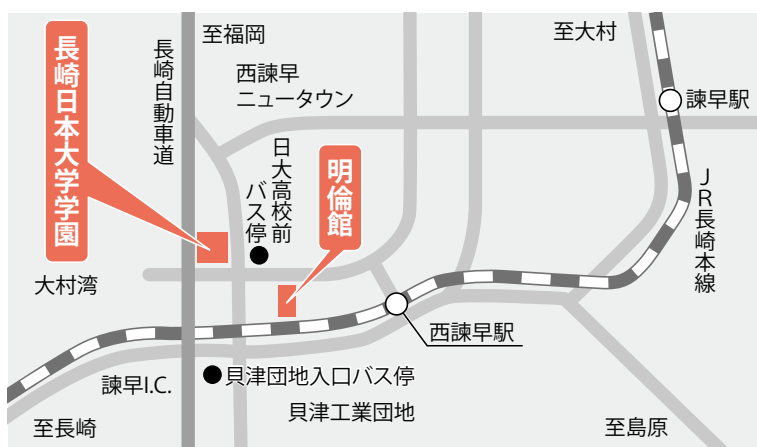 長崎日本大学学園
長崎自動車道
至福岡
西諫早
ニュータウン
至大村
諫早駅
日大高校前
バス停
明倫館
JR長崎本線
大村湾
西諫早駅
諫早I.C.
貝津団地入口バス停
貝津工業団地
至長崎
至島原